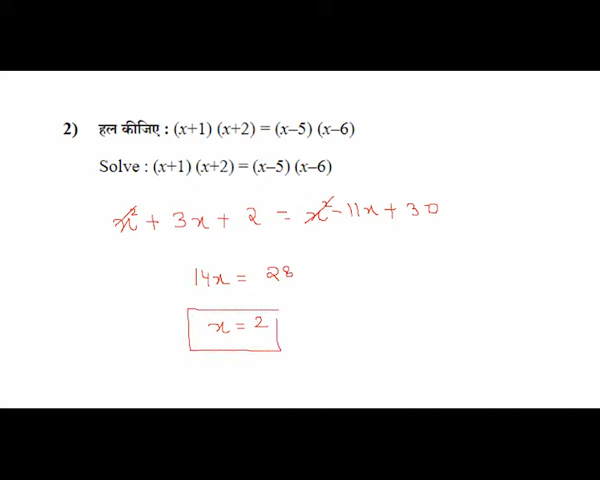 2) हल कीजिए : (x+1) (x+2) = (x–5) (x–6)
Solve : (x+1) (x+2) = (x–5) (x–6)
x² + 3x + 2 = x² - 11x + 30
14x = 28
x = 2